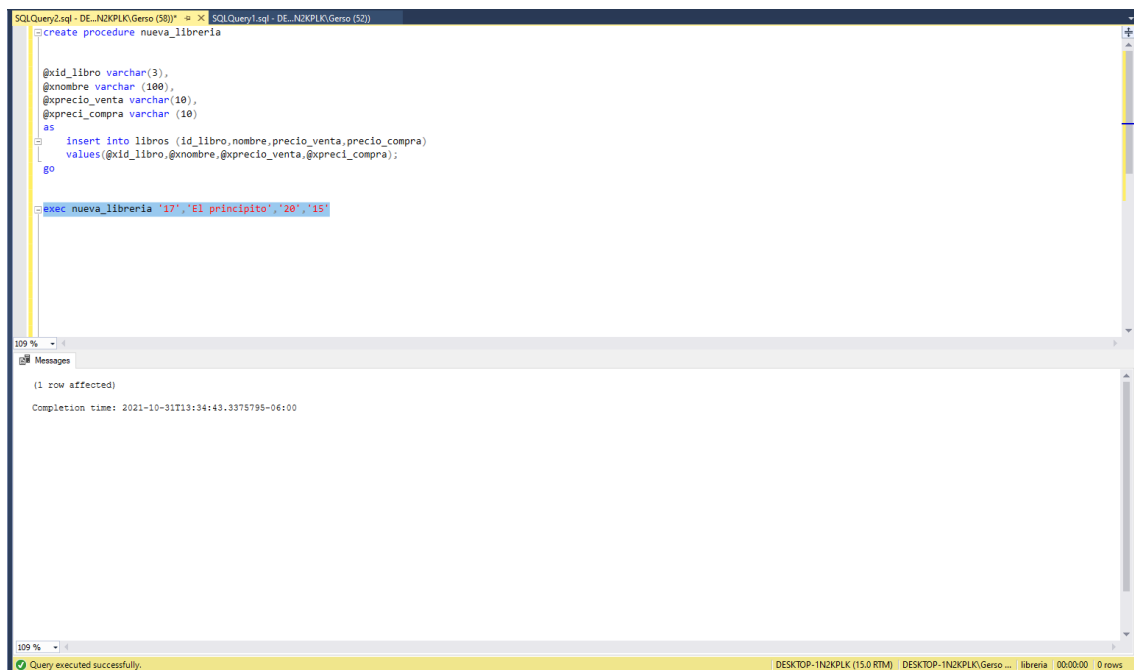 SQLQuery2.sql - DE...N2KPLK\Gerso (58))* SQLQuery1.sql - DE...N2KPLK\Gerso (52))
create procedure nueva_libreria
@xid_libro varchar(3),
@xnombre varchar (100),
@xprecio_venta varchar(10),
@xpreci_compra varchar (10)
as
insert into libros (id_libro,nombre,precio_venta,precio_compra)
values(@xid_libro,@xnombre,@xprecio_venta,@xpreci_compra);
go
exec nueva_libreria '17','El principito','20','15'
109 %
Messages
(1 row affected)
Completion time: 2021-10-31T13:34:43.3375795-06:00
109 %
Query executed successfully. DESKTOP-1N2KPLK (15.0 RTM) DESKTOP-1N2KPLK\Gerso ... libreria 00:00:00 0 rows